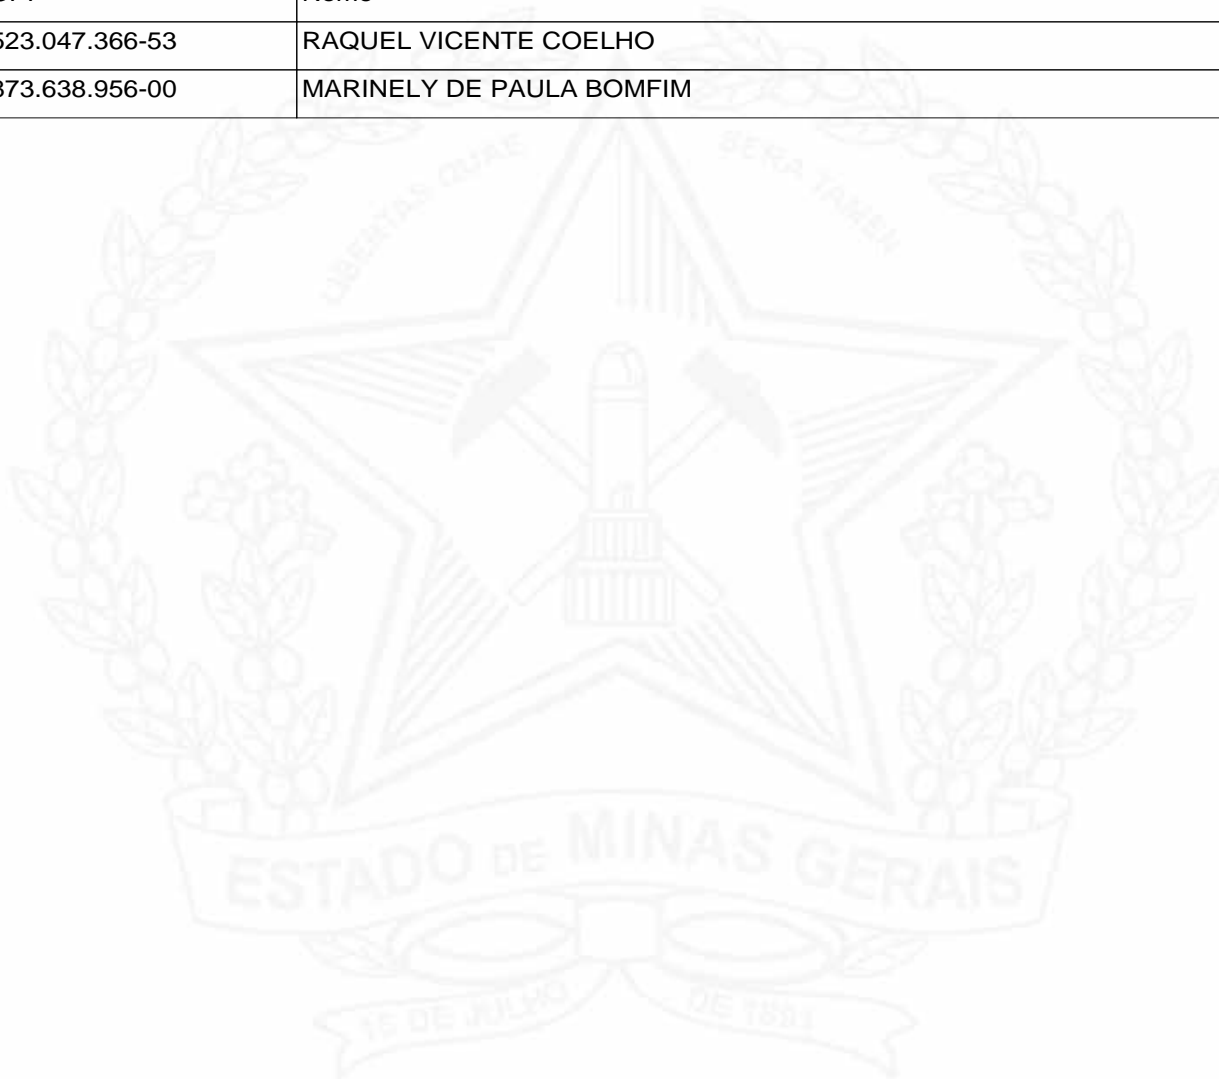 523.047.366-53 RAQUEL VICENTE COELHO
873.638.956-00 MARINELY DE PAULA BOMFIM
LIBERTAS QUAE SERA TAMEN
ESTADO DE MINAS GERAIS
15 DE JULHO DE 1891